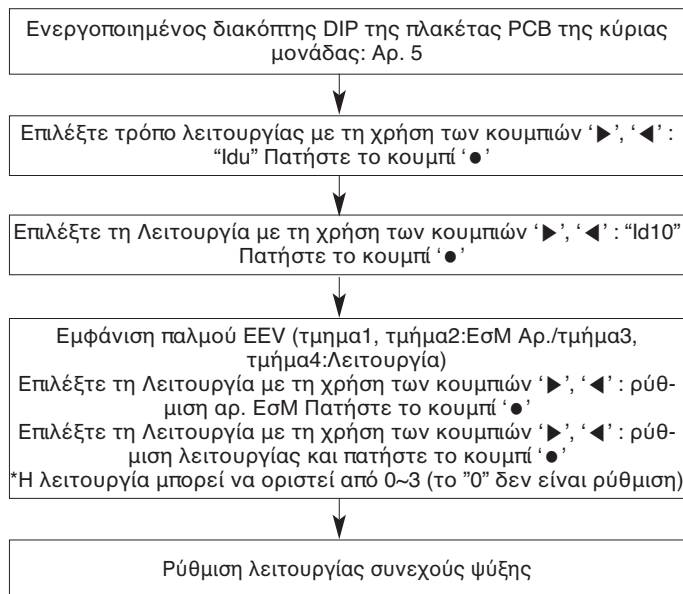 Ενεργοποιημένος διακόπτης DIP της πλακέτας PCB της κύριας
μονάδας: Αρ. 5
Επιλέξτε τρόπο λειτουργίας με τη χρήση των κουμπιών ‘▶’, ‘◀’ :
“Idu” Πατήστε το κουμπί ‘●’
Επιλέξτε τη Λειτουργία με τη χρήση των κουμπιών ‘▶’, ‘◀’ : “Id10”
Πατήστε το κουμπί ‘●’
Εμφάνιση παλμού EEV (τμημα1, τμήμα2:ΕσΜ Αρ./τμήμα3,
τμήμα4:Λειτουργία)
Επιλέξτε τη Λειτουργία με τη χρήση των κουμπιών ‘▶’, ‘◀’ : ρύθ-
μιση αρ. ΕσΜ Πατήστε το κουμπί ‘●’
Επιλέξτε τη Λειτουργία με τη χρήση των κουμπιών ‘▶’, ‘◀’ : ρύθ-
μιση λειτουργίας και πατήστε το κουμπί ‘●’
*Η λειτουργία μπορεί να οριστεί από 0~3 (το ”0” δεν είναι ρύθμιση)
Ρύθμιση λειτουργίας συνεχούς ψύξης